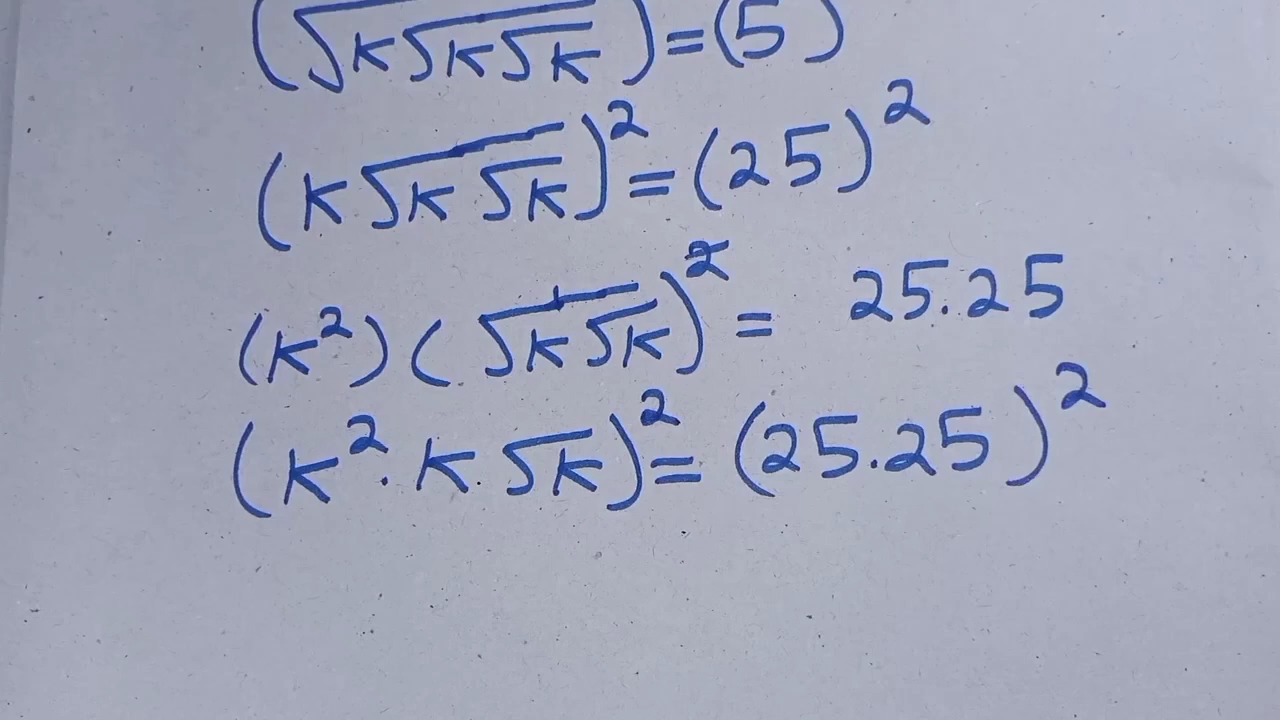 (√(K√(K√K))) = (5)
(K√(K√K))² = (25)²
(K²)(√(K√K))² = 25.25
(K².K.√K)² = (25.25)²